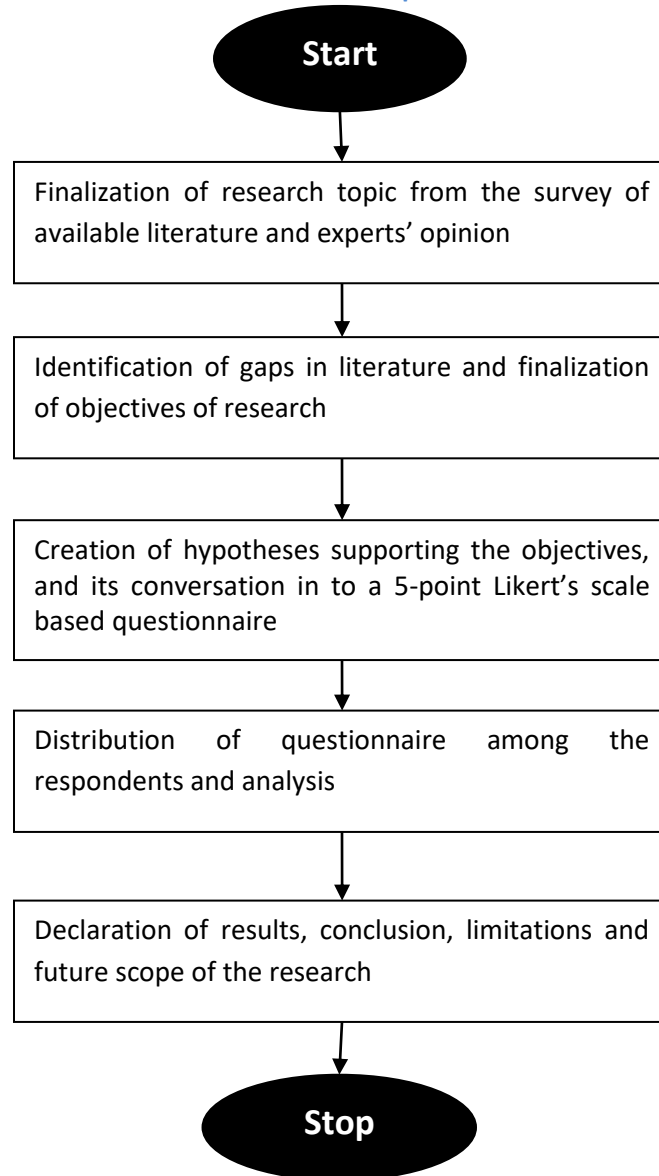 Start
Finalization of research topic from the survey of
available literature and experts’ opinion
Identification of gaps in literature and finalization
of objectives of research
Creation of hypotheses supporting the objectives,
and its conversation in to a 5-point Likert’s scale
based questionnaire
Distribution of questionnaire among the
respondents and analysis
Declaration of results, conclusion, limitations and
future scope of the research
Stop